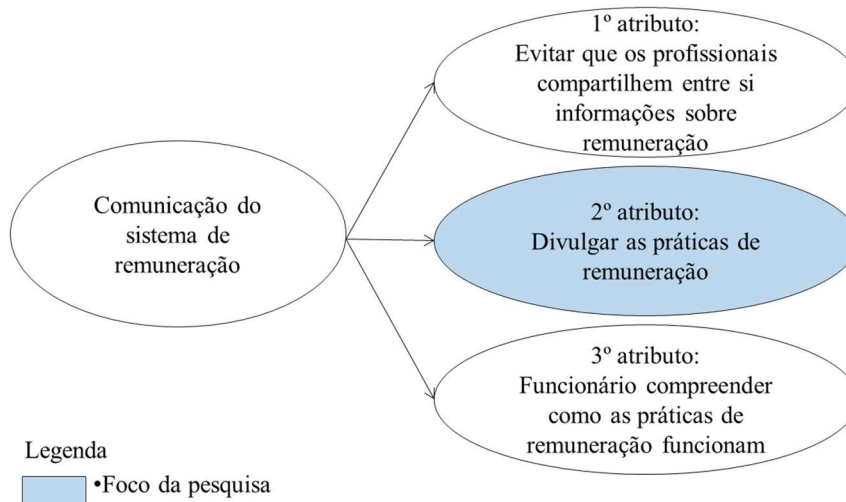 1º atributo:
Evitar que os profissionais
compartilhem entre si
informações sobre
remuneração
Comunicação do
sistema de
remuneração
2º atributo:
Divulgar as práticas de
remuneração
3º atributo:
Funcionário compreender
como as práticas de
remuneração funcionam
Legenda
•Foco da pesquisa